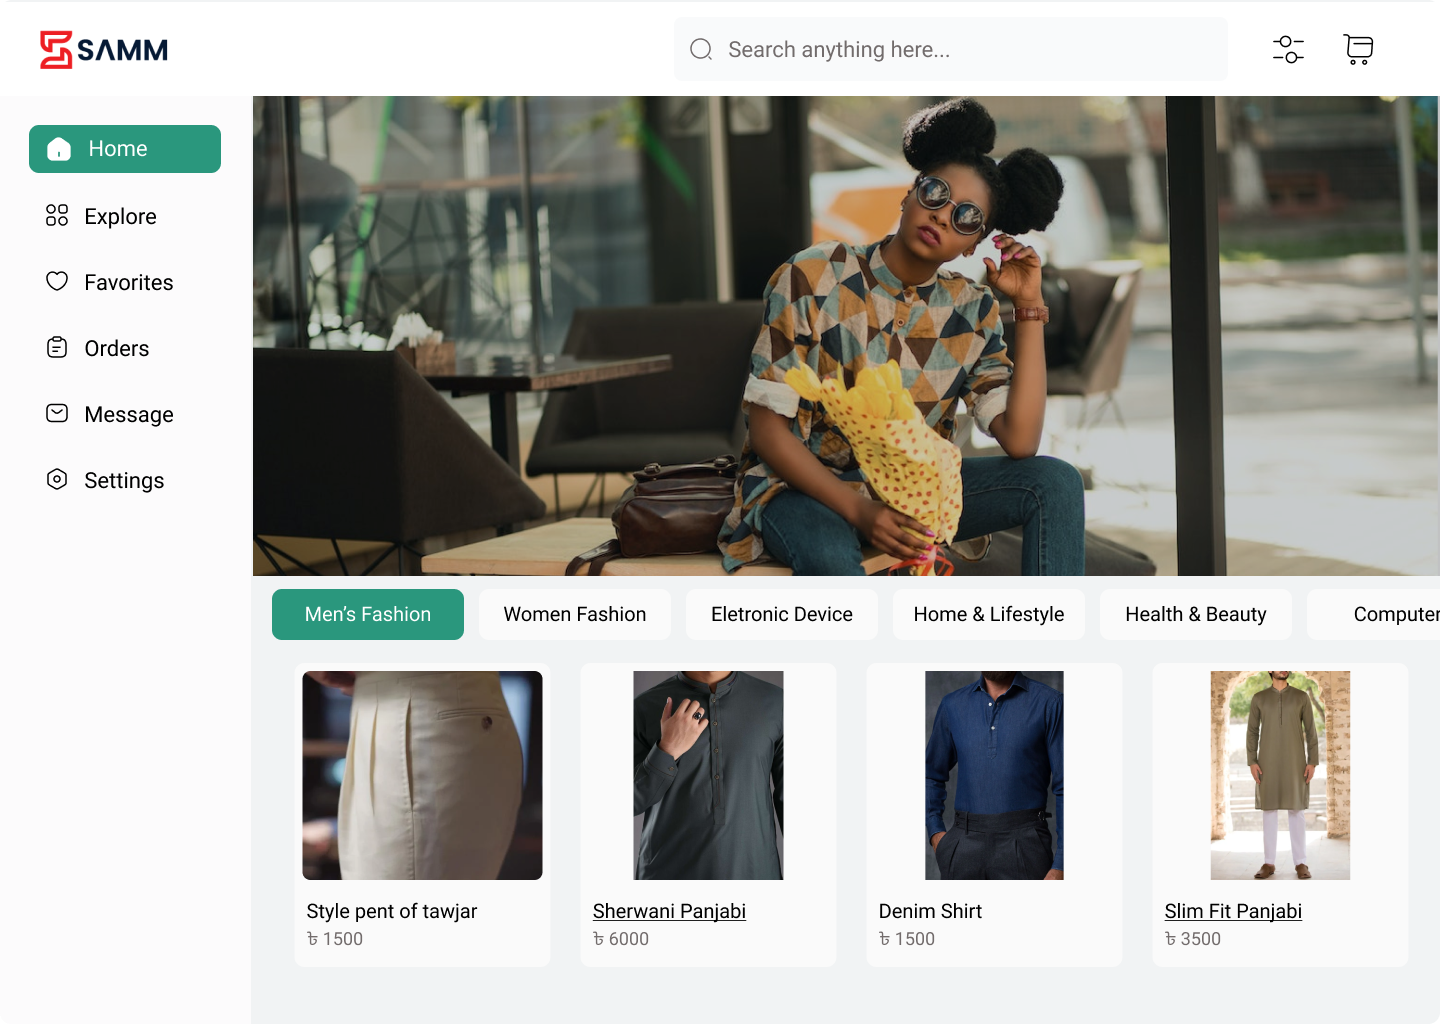 SAMM
Search anything here...
Home
Explore
Favorites
Orders
Message
Settings
Men’s Fashion
Women Fashion
Eletronic Device
Home & Lifestyle
Health & Beauty
Computer
Style pent of tawjar
৳ 1500
Sherwani Panjabi
৳ 6000
Denim Shirt
৳ 1500
Slim Fit Panjabi
৳ 3500